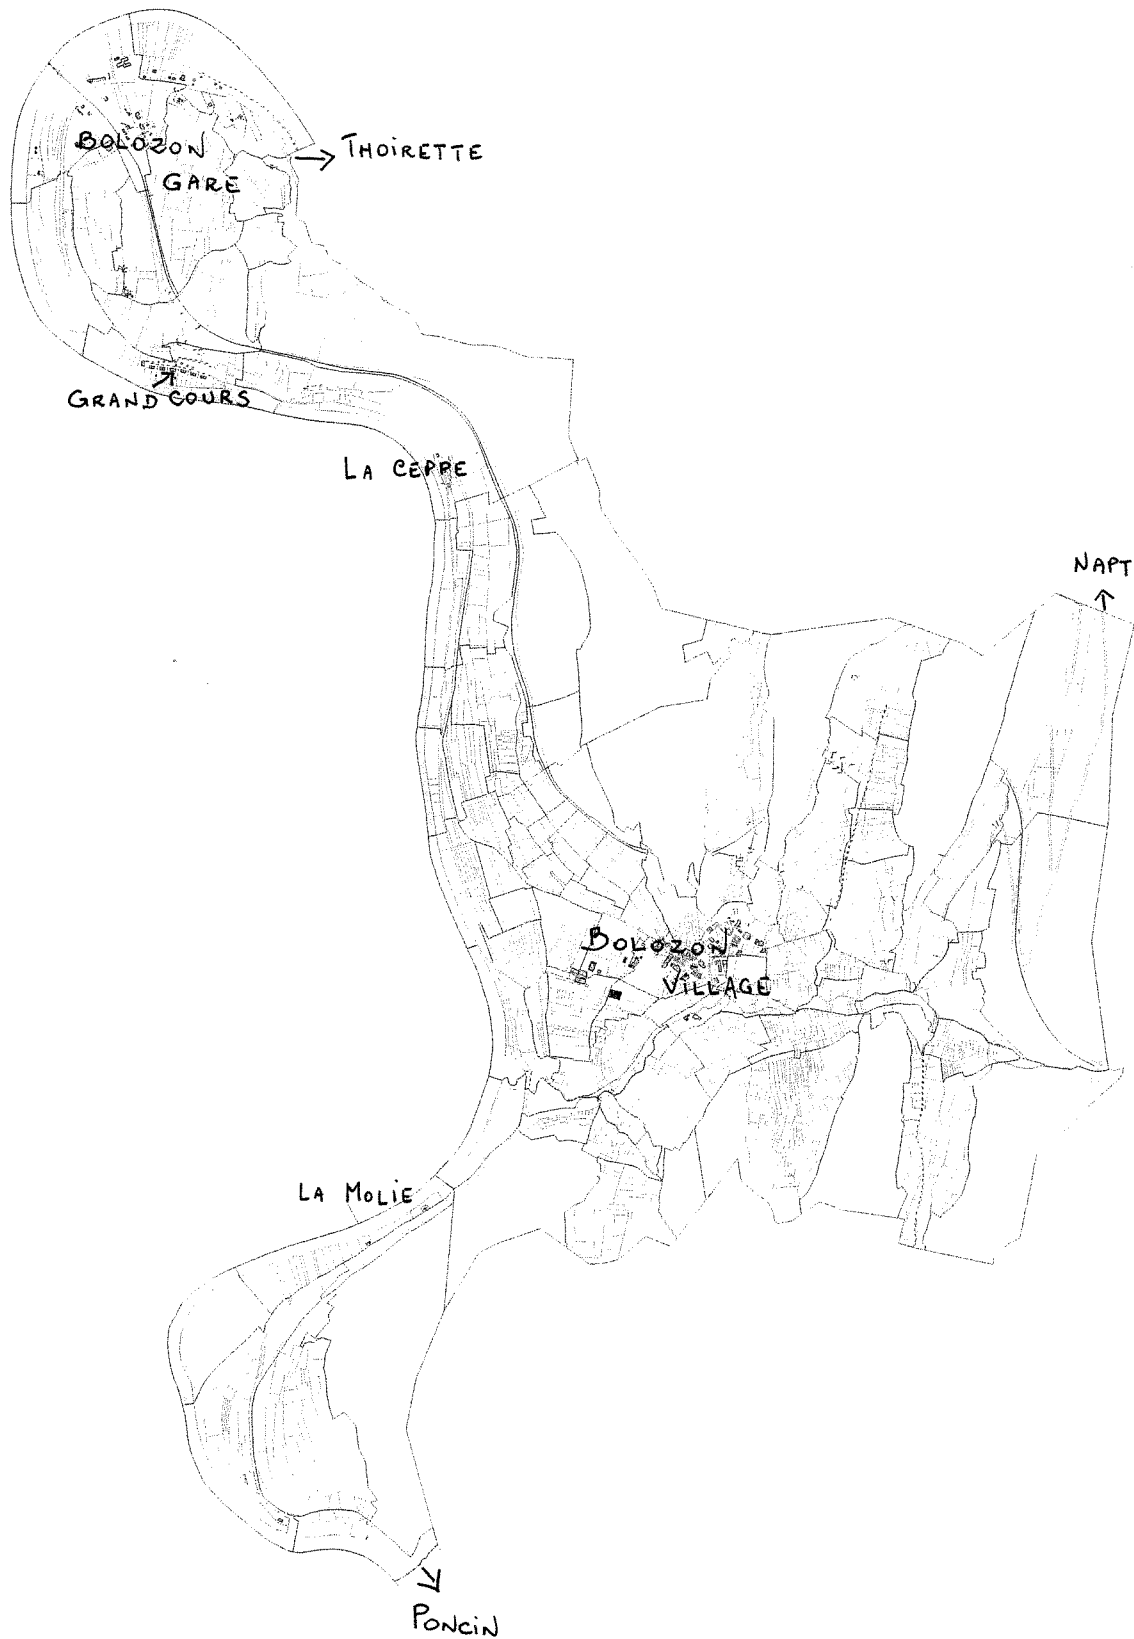 BOLOZON
GARE
THOIRETTE
GRAND COURS
LA CEPPE
NAPT
BOLOZON
VILLAGE
LA MOLIE
PONCIN